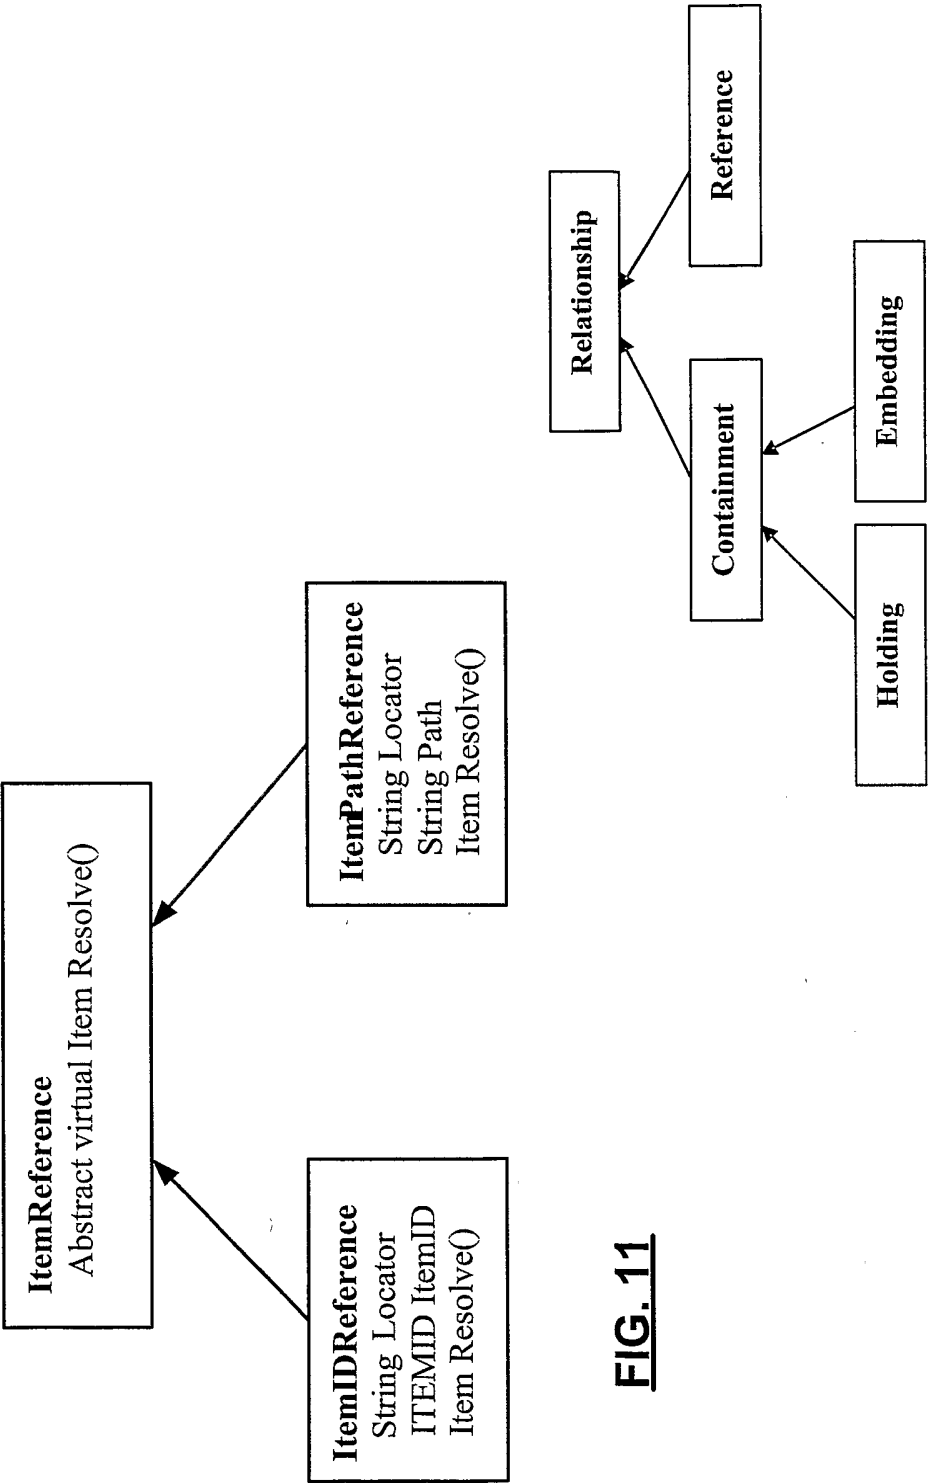 ItemReference
Abstract virtual Item Resolve()
ItemIDReference
String Locator
ITEMID ItemID
Item Resolve()
ItemPathReference
String Locator
String Path
Item Resolve()
Relationship
Containment
Reference
Holding
Embedding
FIG. 11